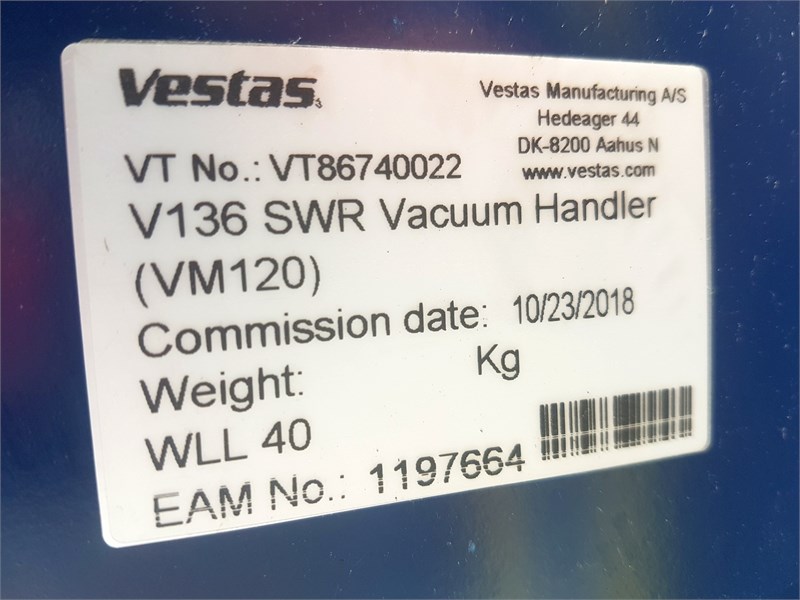 Vestas
Vestas Manufacturing A/S
Hedeager 44
DK-8200 Aahus N
www.vestas.com
VT No.: VT86740022
V136 SWR Vacuum Handler
(VM120)
Commission date: 10/23/2018
Weight: Kg
WLL 40
EAM No.: 1197664